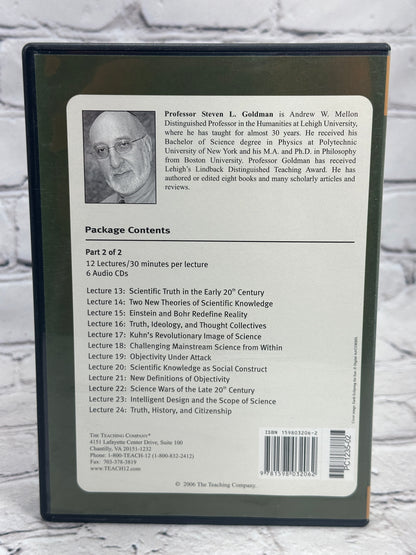 Professor Steven L. Goldman is Andrew W. Mellon
Distinguished Professor in the Humanities at Lehigh University,
where he has taught for almost 30 years. He received his
Bachelor of Science degree in Physics at Polytechnic
University of New York and his M.A. and Ph.D. in Philosophy
from Boston University. Professor Goldman has received
Lehigh's Lindback Distinguished Teaching Award. He has
authored or edited eight books and many scholarly articles and
reviews.
Package Contents
Part 2 of 2
12 Lectures/30 minutes per lecture
6 Audio CDs
Lecture 13: Scientific Truth in the Early 20th Century
Lecture 14: Two New Theories of Scientific Knowledge
Lecture 15: Einstein and Bohr Redefine Reality
Lecture 16: Truth, Ideology, and Thought Collectives
Lecture 17: Kuhn's Revolutionary Image of Science
Lecture 18: Challenging Mainstream Science from Within
Lecture 19: Objectivity Under Attack
Lecture 20: Scientific Knowledge as Social Construct
Lecture 21: New Definitions of Objectivity
Lecture 22: Science Wars of the Late 20th Century
Lecture 23: Intelligent Design and the Scope of Science
Lecture 24: Truth, History, and Citizenship
THE TEACHING COMPANY®
4151 Lafayette Center Drive, Suite 100
Chantilly, VA 20151-1232
Phone: 1-800-TEACH-12 (1-800-832-2412)
Fax: 703-378-3819
WWW.TEACH12.COM
ISBN 159803206-2
9 781598 032062
PC1235-02
© 2006 The Teaching Company.